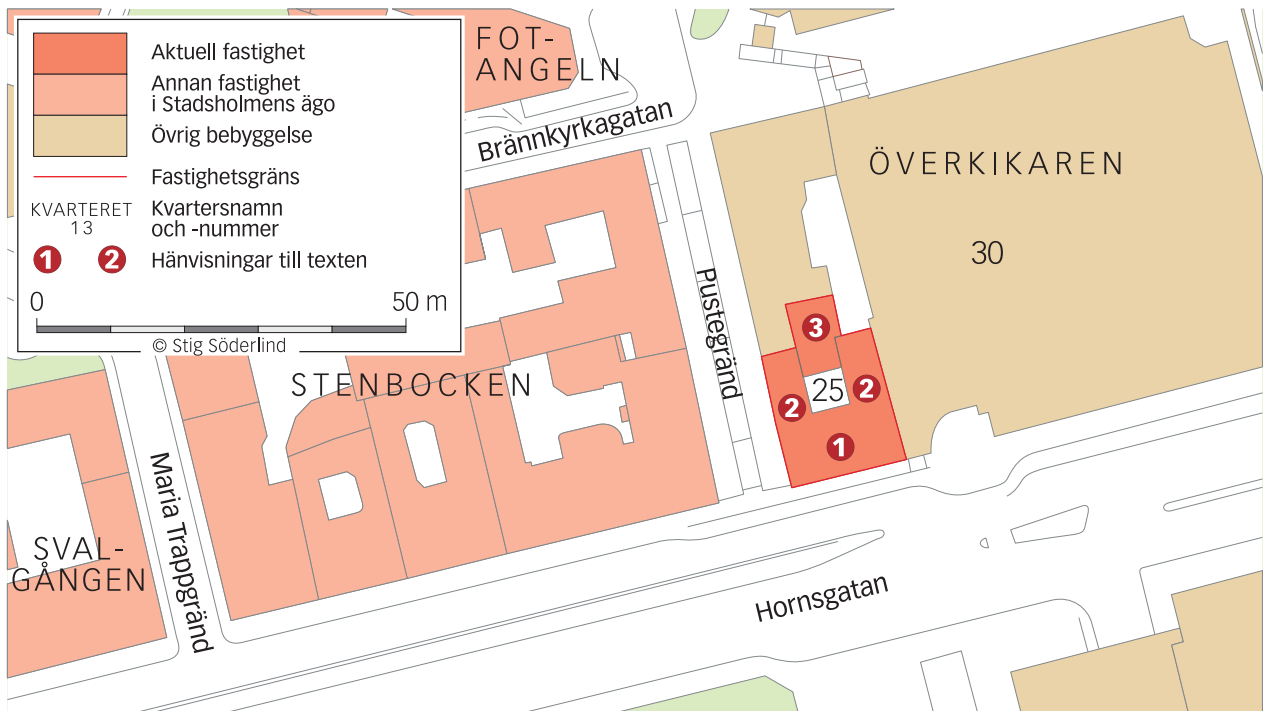 Aktuell fastighet
Annan fastighet
i Stadsholmens ägo
Övrig bebyggelse
Fastighetsgräns
KVARTERET
13
Kvartersnamn
och -nummer
1 2 Hänvisningar till texten
0 50 m
© Stig Söderlind
FOT-
ANGELN
Brännkyrkagatan
ÖVERKIKAREN
30
Pustegränd
3
25
2
2
1
STENBOCKEN
Maria Trappgränd
SVAL-
GÅNGEN
Hornsgatan